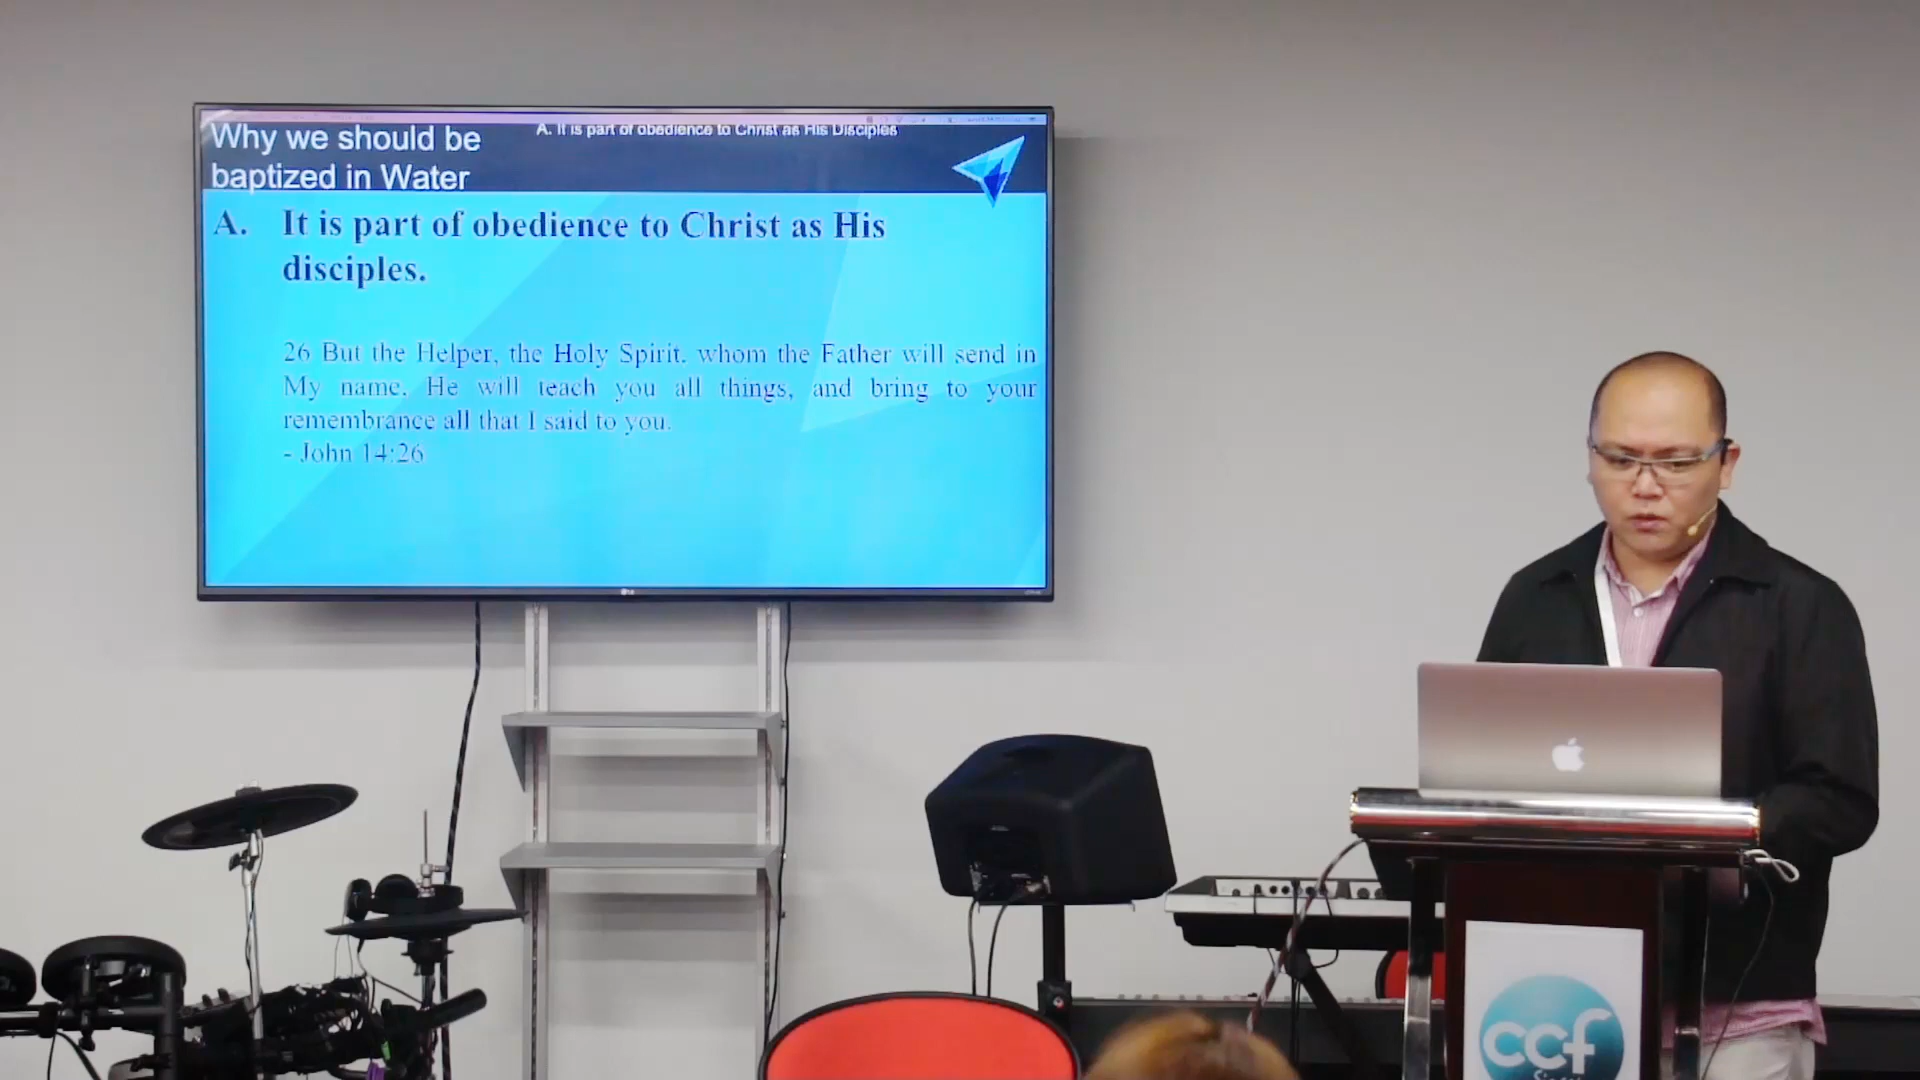 Why we should be
baptized in Water
A. It is part of obedience to Christ as His Disciples
A. It is part of obedience to Christ as His
disciples.
26 But the Helper, the Holy Spirit, whom the Father will send in
My name, He will teach you all things, and bring to your
remembrance all that I said to you.
- John 14:26
LG
ccf